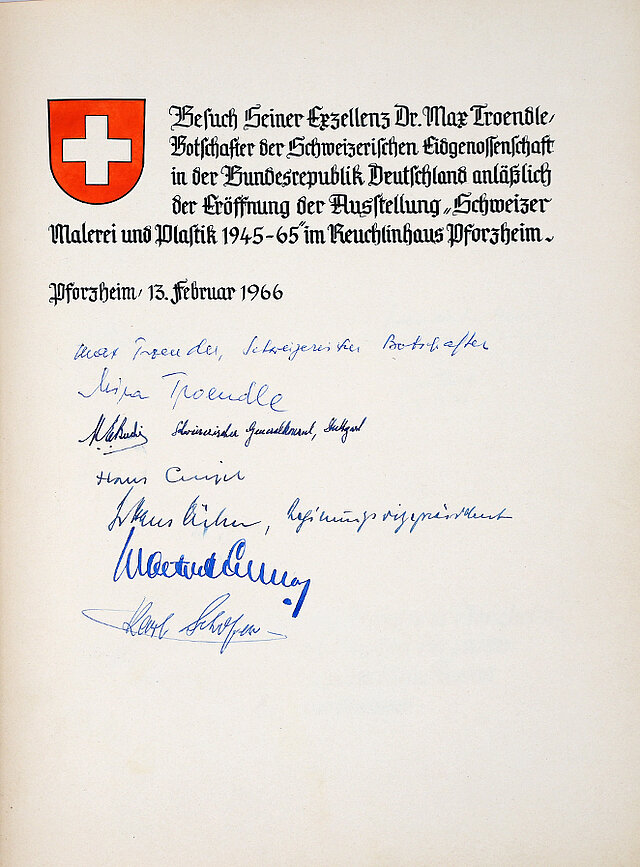 Besuch Seiner Exzellenz Dr. Max Troendle,
Botschafter der Schweizerischen Eidgenossenschaft
in der Bundesrepublik Deutschland anläßlich
der Eröffnung der Ausstellung „Schweizer
Malerei und Plastik 1945-65" im Reuchlinhaus Pforzheim.
Pforzheim, 13. Februar 1966
Max Troendle, Schweizerischer Botschafter
Troendle
Schweizerischer Generalkonsul, Stuttgart
Hans
Hans, Regierungsvizepräsident
Karl